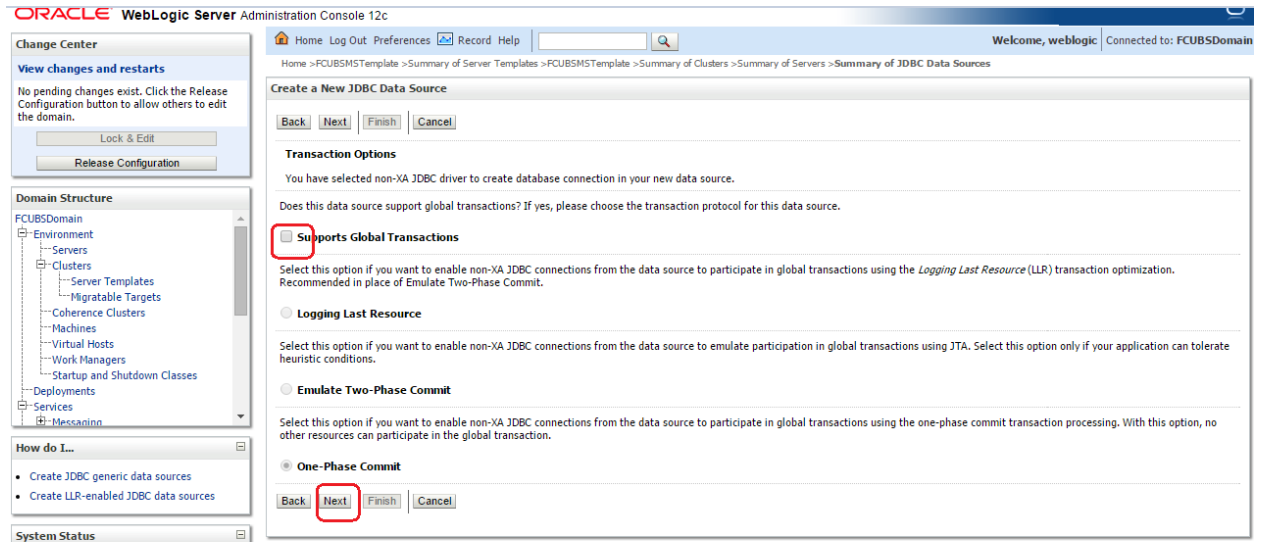 ORACLE WebLogic Server Administration Console 12c
Change Center
View changes and restarts
No pending changes exist. Click the Release
Configuration button to allow others to edit
the domain.
Lock & Edit
Release Configuration
Domain Structure
FCUBSDomain
Environment
Servers
Clusters
Server Templates
Migratable Targets
Coherence Clusters
Machines
Virtual Hosts
Work Managers
Startup and Shutdown Classes
Deployments
Services
Messaging
How do I...
Create JDBC generic data sources
Create LLR-enabled JDBC data sources
System Status
Home Log Out Preferences Record Help
Welcome, weblogic Connected to: FCUBSDomain
Home >FCUBSMSTemplate >Summary of Server Templates >FCUBSMSTemplate >Summary of Clusters >Summary of Servers >Summary of JDBC Data Sources
Create a New JDBC Data Source
Back Next Finish Cancel
Transaction Options
You have selected non-XA JDBC driver to create database connection in your new data source.
Does this data source support global transactions? If yes, please choose the transaction protocol for this data source.
Supports Global Transactions
Select this option if you want to enable non-XA JDBC connections from the data source to participate in global transactions using the Logging Last Resource (LLR) transaction optimization.
Recommended in place of Emulate Two-Phase Commit.
Logging Last Resource
Select this option if you want to enable non-XA JDBC connections from the data source to emulate participation in global transactions using JTA. Select this option only if your application can tolerate
heuristic conditions.
Emulate Two-Phase Commit
Select this option if you want to enable non-XA JDBC connections from the data source to participate in global transactions using the one-phase commit transaction processing. With this option, no
other resources can participate in the global transaction.
One-Phase Commit
Back Next Finish Cancel